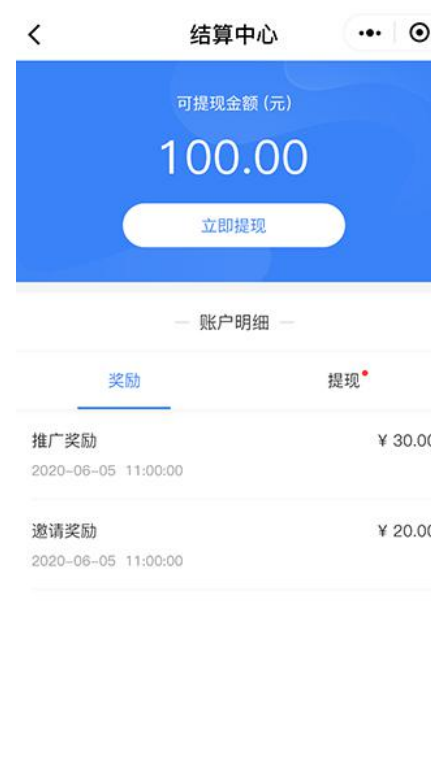 结算中心
可提现金额(元)
100.00
立即提现
账户明细
奖励 提现
推广奖励 ¥ 30.00
2020-06-05 11:00:00
邀请奖励 ¥ 20.00
2020-06-05 11:00:00